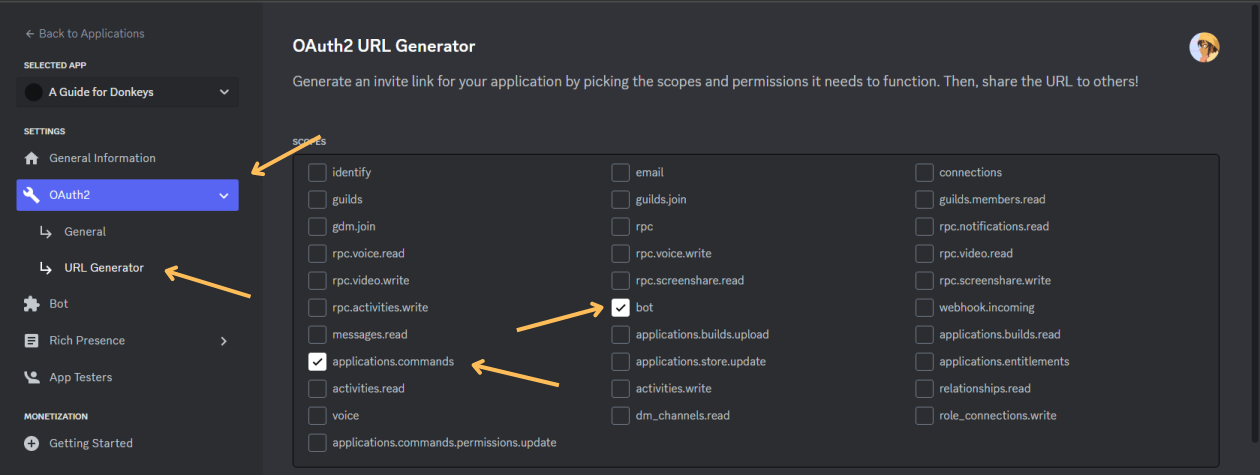 Back to Applications
SELECTED APP
A Guide for Donkeys
SETTINGS
General Information
OAuth2
General
URL Generator
Bot
Rich Presence
App Testers
MONETIZATION
Getting Started
OAuth2 URL Generator
Generate an invite link for your application by picking the scopes and permissions it needs to function. Then, share the URL to others!
SCOPES
identify email connections
guilds guilds.join guilds.members.read
gdm.join rpc rpc.notifications.read
rpc.voice.read rpc.voice.write rpc.video.read
rpc.video.write rpc.screenshare.read rpc.screenshare.write
rpc.activities.write bot webhook.incoming
messages.read applications.builds.upload applications.builds.read
applications.commands applications.store.update applications.entitlements
activities.read activities.write relationships.read
voice dm_channels.read role_connections.write
applications.commands.permissions.update